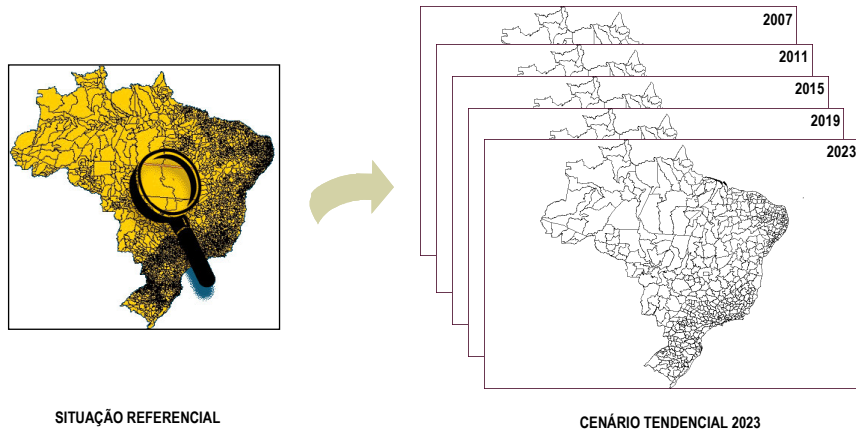 2007
2011
2015
2019
2023
SITUAÇÃO REFERENCIAL
CENÁRIO TENDENCIAL 2023